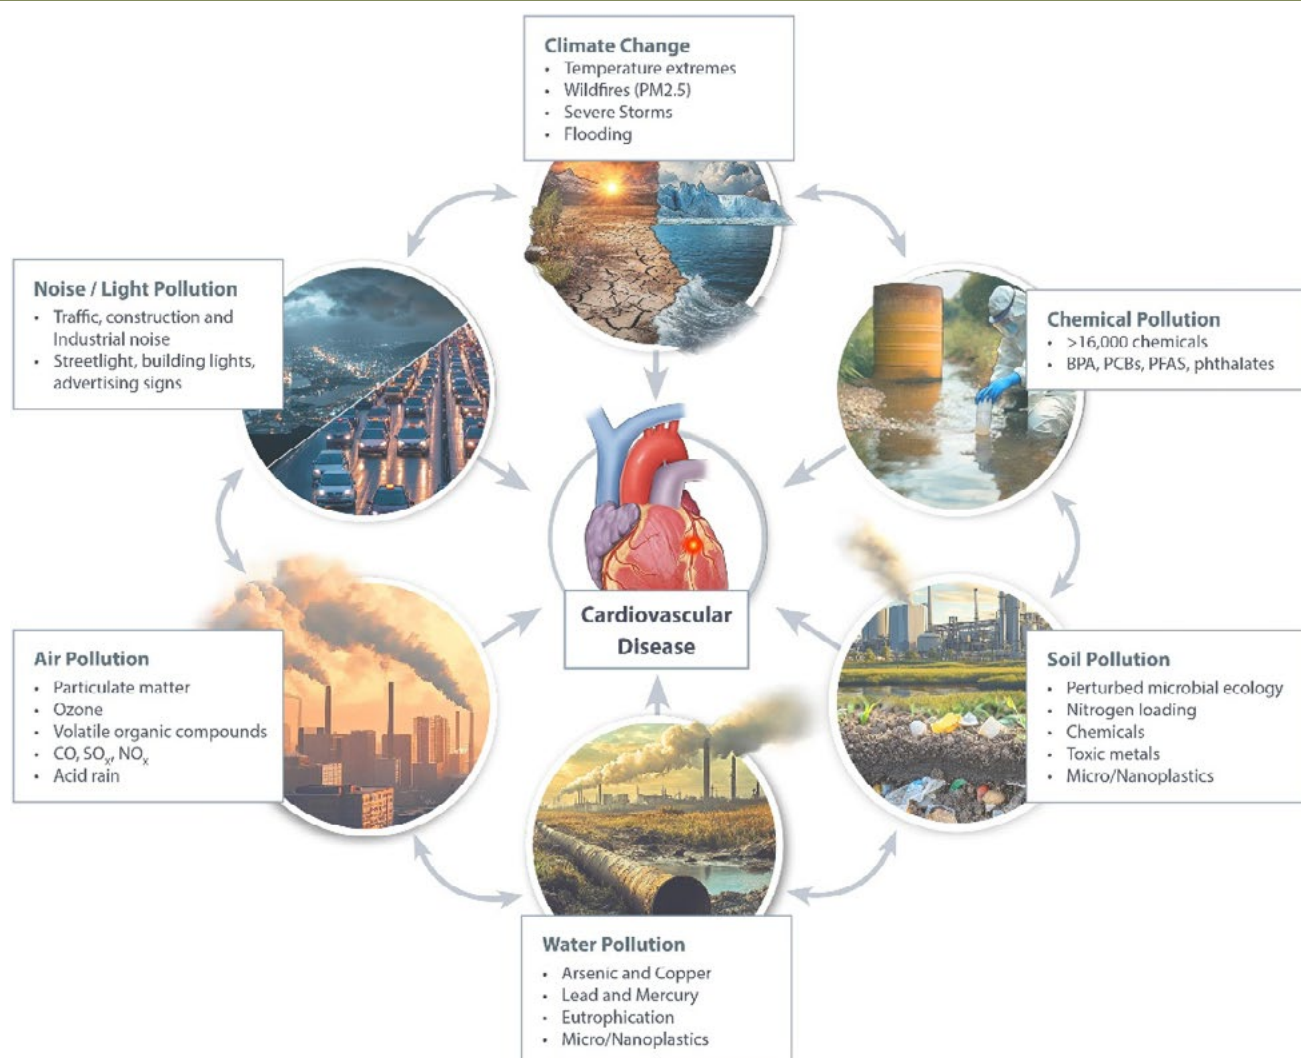 Climate Change
• Temperature extremes
• Wildfires (PM2.5)
• Severe Storms
• Flooding
Noise / Light Pollution
• Traffic, construction and
Industrial noise
• Streetlight, building lights,
advertising signs
Chemical Pollution
• >16,000 chemicals
• BPA, PCBs, PFAS, phthalates
Cardiovascular
Disease
Air Pollution
• Particulate matter
• Ozone
• Volatile organic compounds
• CO, SOx, NOx
• Acid rain
Soil Pollution
• Perturbed microbial ecology
• Nitrogen loading
• Chemicals
• Toxic metals
• Micro/Nanoplastics
Water Pollution
• Arsenic and Copper
• Lead and Mercury
• Eutrophication
• Micro/Nanoplastics